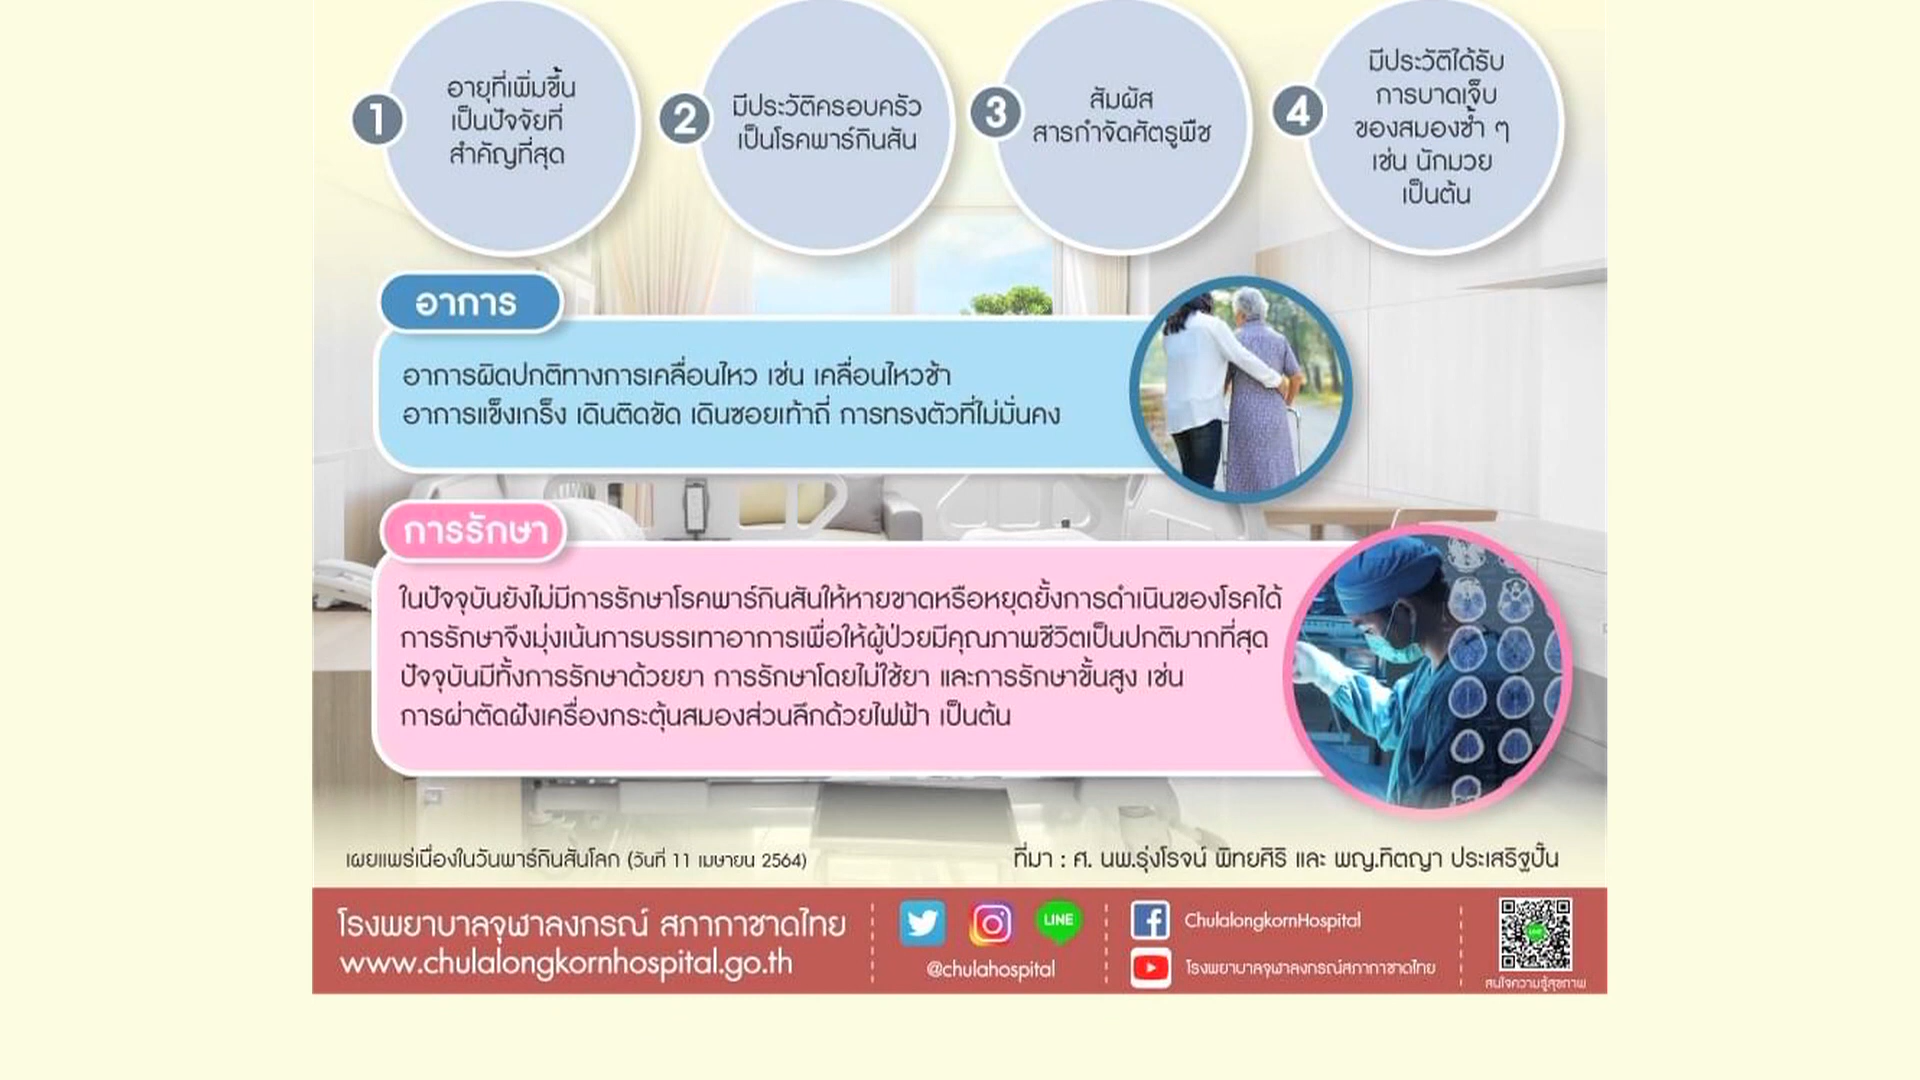 1
อายุที่เพิ่มขึ้น
เป็นปัจจัยที่
สำคัญที่สุด
2
มีประวัติครอบครัว
เป็นโรคพาร์กินสัน
3
สัมผัส
สารกำจัดศัตรูพืช
4
มีประวัติได้รับ
การบาดเจ็บ
ของสมองซ้ำ ๆ
เช่น นักมวย
เป็นต้น
อาการ
อาการผิดปกติทางการเคลื่อนไหว เช่น เคลื่อนไหวช้า
อาการแข็งเกร็ง เดินติดขัด เดินซอยเท้าถี่ การทรงตัวที่ไม่มั่นคง
การรักษา
ในปัจจุบันยังไม่มีการรักษาโรคพาร์กินสันให้หายขาดหรือหยุดยั้งการดำเนินของโรคได้
การรักษาจึงมุ่งเน้นการบรรเทาอาการเพื่อให้ผู้ป่วยมีคุณภาพชีวิตเป็นปกติมากที่สุด
ปัจจุบันมีทั้งการรักษาด้วยยา การรักษาโดยไม่ใช้ยา และการรักษาขั้นสูง เช่น
การผ่าตัดฝังเครื่องกระตุ้นสมองส่วนลึกด้วยไฟฟ้า เป็นต้น
เผยแพร่เนื่องในวันพาร์กินสันโลก (วันที่ 11 เมษายน 2564)
ที่มา : ศ. นพ.รุ่งโรจน์ พิทยศิริ และ พญ.ทิตญา ประเสริฐปั้น
โรงพยาบาลจุฬาลงกรณ์ สภากาชาดไทย
www.chulalongkornhospital.go.th
LINE
@chulahospital
ChulalongkornHospital
โรงพยาบาลจุฬาลงกรณ์สภากาชาดไทย
LINE
สนใจความรู้สุขภาพ